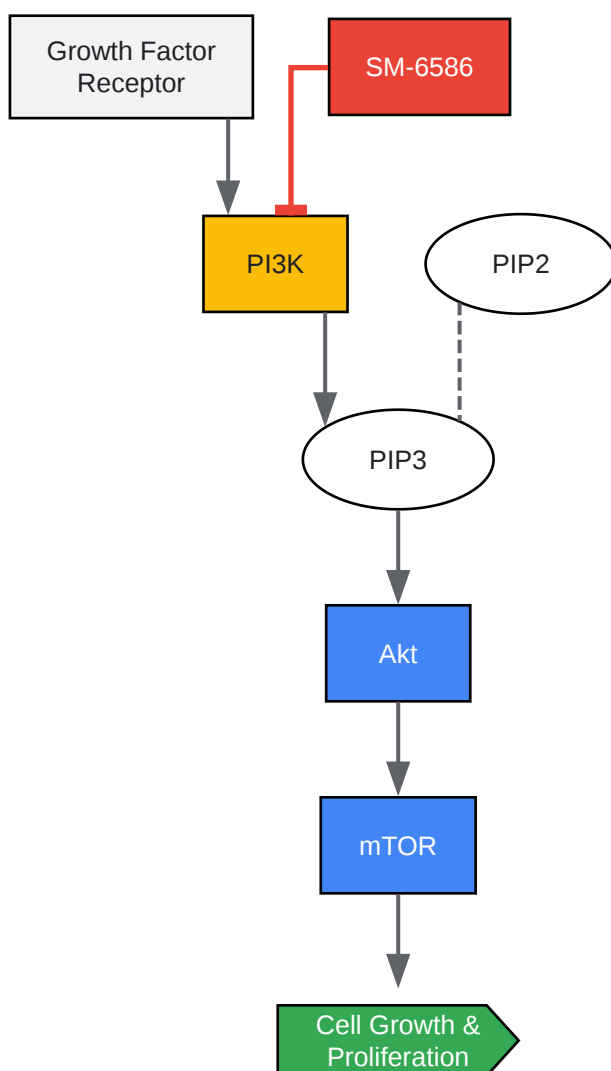 Growth Factor
Receptor
SM-6586
PI3K
PIP2
PIP3
Akt
mTOR
Cell Growth &
Proliferation